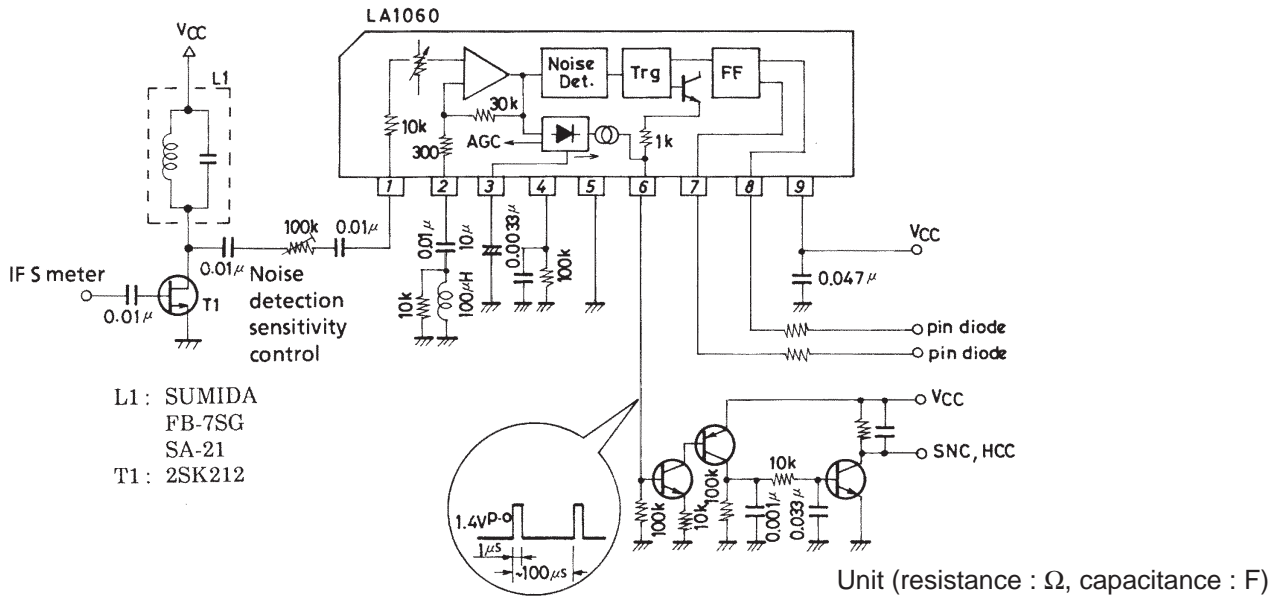 LA1060
VCC
L1
Noise
Det.
Trg
FF
30k
10k
AGC
300
1k
1 2 3 4 5 6 7 8 9
100k
0.01μ
0.01μ
Noise
detection
sensitivity
control
IF S meter
0.01μ
T1
0.01μ
10μ
0.0033μ
100k
10k
100μH
VCC
0.047μ
pin diode
pin diode
L1: SUMIDA
FB-7SG
SA-21
T1: 2SK212
VCC
SNC, HCC
10k
100k
10k
100k
0.001μ
0.033μ
1.4VP-O
1μs
~100μs
Unit (resistance : Ω, capacitance : F)